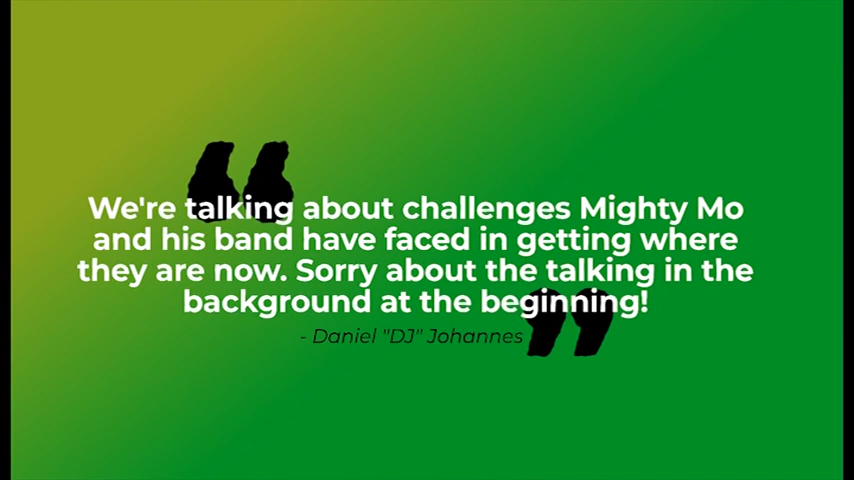 We're talking about challenges Mighty Mo
and his band have faced in getting where
they are now. Sorry about the talking in the
background at the beginning!
- Daniel "DJ" Johannes